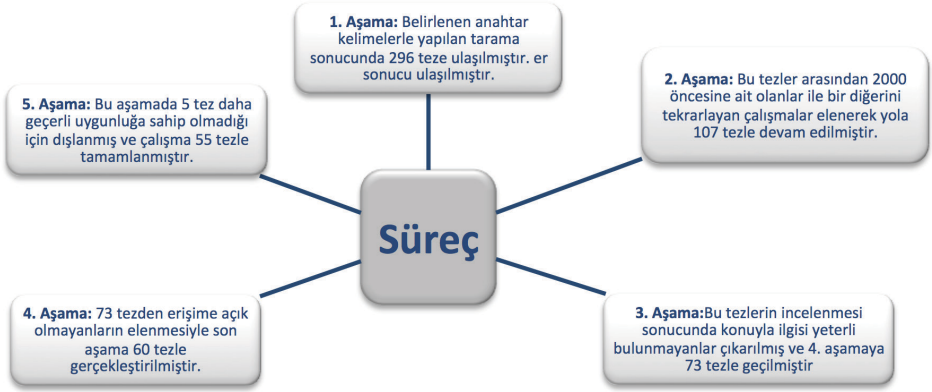 1. Aşama: Belirlenen anahtar
kelimelerle yapılan tarama
sonucunda 296 teze ulaşılmıştır. er
sonucu ulaşılmıştır.
2. Aşama: Bu tezler arasından 2000
öncesine ait olanlar ile bir diğerini
tekrarlayan çalışmalar elenerek yola
107 tezle devam edilmiştir.
3. Aşama:Bu tezlerin incelenmesi
sonucunda konuyla ilgisi yeterli
bulunmayanlar çıkarılmış ve 4. aşamaya
73 tezle geçilmiştir
4. Aşama: 73 tezden erişime açık
olmayanların elenmesiyle son
aşama 60 tezle
gerçekleştirilmiştir.
5. Aşama: Bu aşamada 5 tez daha
geçerli uygunluğa sahip olmadığı
için dışlanmış ve çalişma 55 tezle
tamamlanmıştır.
Süreç